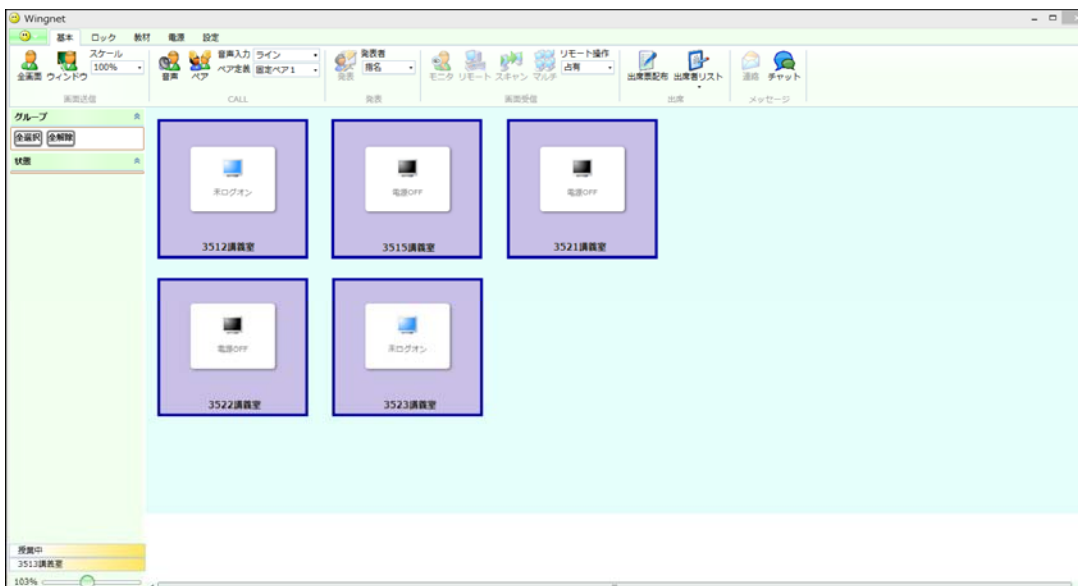 Wingnet
基本 ロック 教材 電源 設定
全画面 ウィンドウ スケール 100%
画面送信
音声 ペア 音声入力 ライン
ペア定義 固定ペア1
CALL
発表 発表者 指名
発表
モニタ リモート スキャン マルチ リモート操作 占有
画面受信
出席票配布 出席者リスト
出席
連絡 チャット
メッセージ
グループ
全選択 全解除
状態
未ログオン
3512講義室
電源OFF
3515講義室
電源OFF
3521講義室
電源OFF
3522講義室
未ログオン
3523講義室
授業中
3513講義室
103%